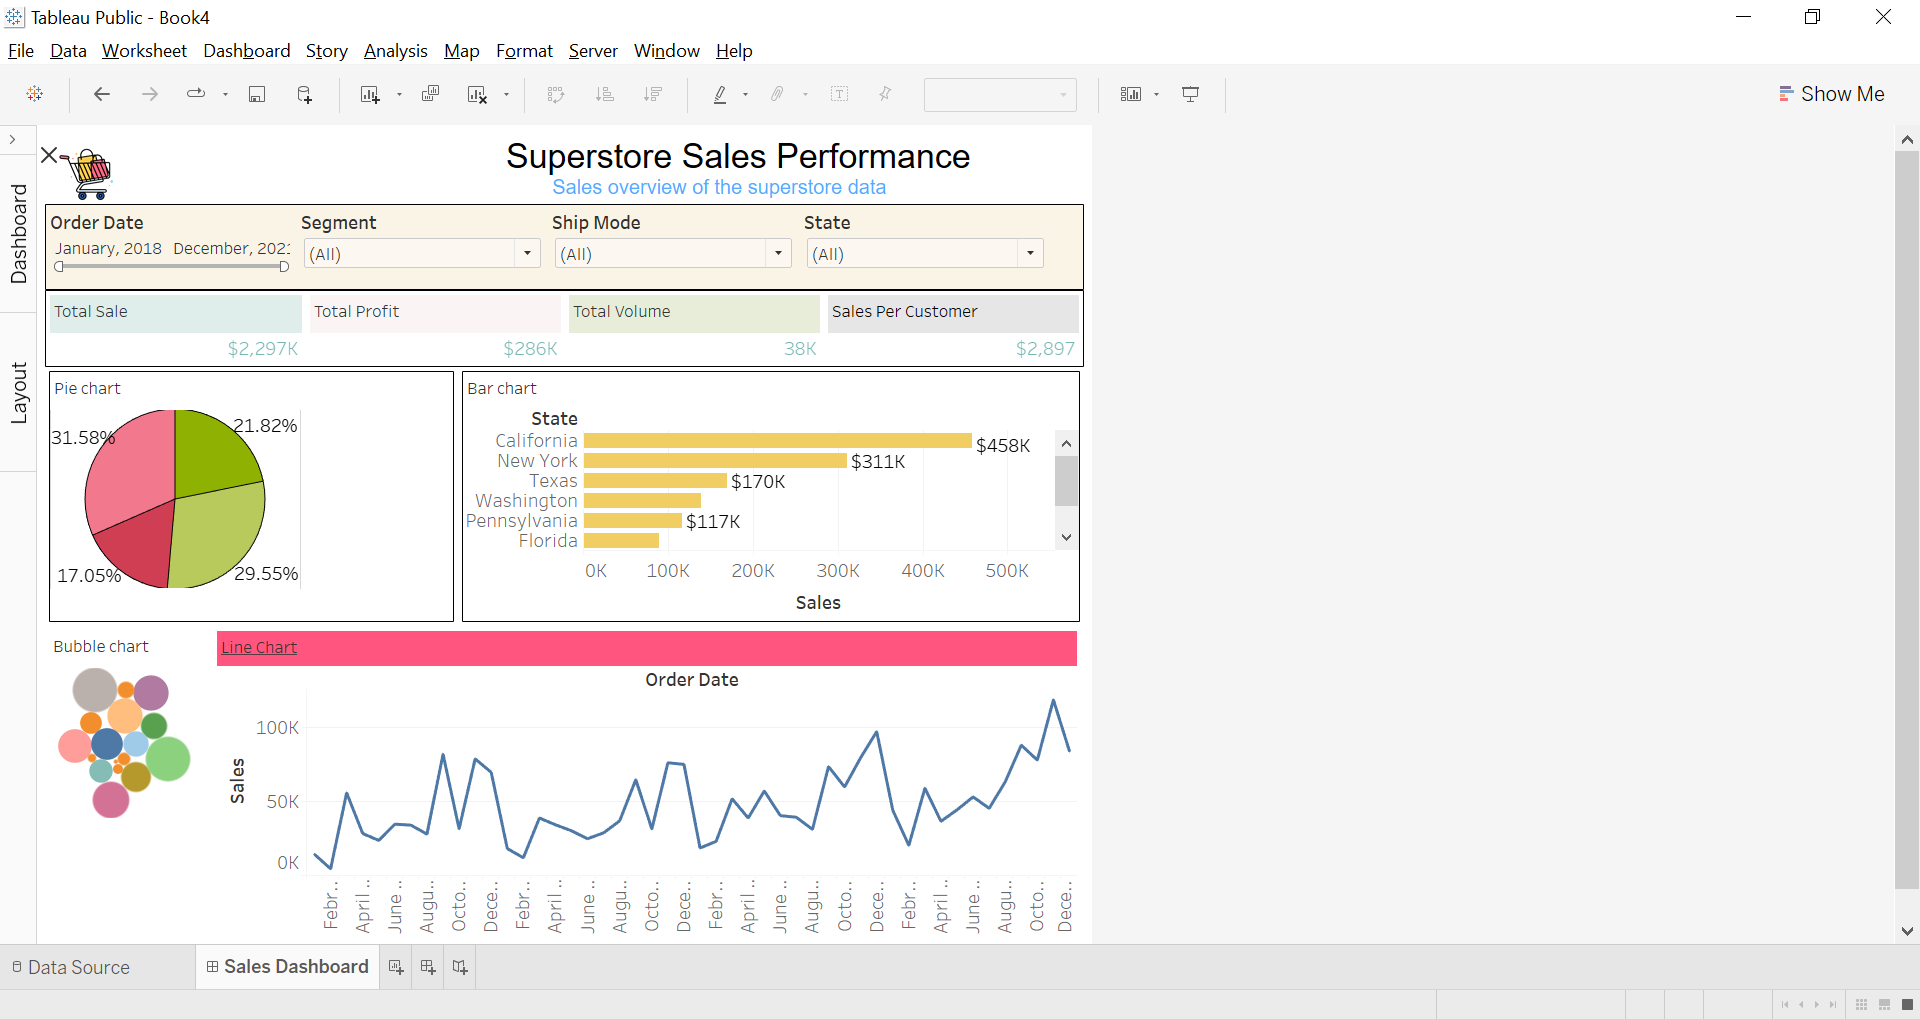 Tableau Public - Book4
File Data Worksheet Dashboard Story Analysis Map Format Server Window Help
Show Me
Dashboard
Layout
Superstore Sales Performance
Sales overview of the superstore data
Order Date Segment Ship Mode State
January, 2018 December, 2021
(All) (All) (All)
Total Sale Total Profit Total Volume Sales Per Customer
$2,297K $286K 38K $2,897
Pie chart
31.58% 21.82%
17.05% 29.55%
Bar chart
State
California $458K
New York $311K
Texas $170K
Washington
Pennsylvania $117K
Florida
0K 100K 200K 300K 400K 500K
Sales
Bubble chart
Line Chart
Order Date
Sales
100K
50K
0K
Febr.. April .. June .. Augu.. Octo.. Dece.. Febr.. April .. June .. Augu.. Octo.. Dece.. Febr.. April .. June .. Augu.. Octo.. Dece.. Febr.. April .. June .. Augu.. Octo.. Dece..
Data Source Sales Dashboard